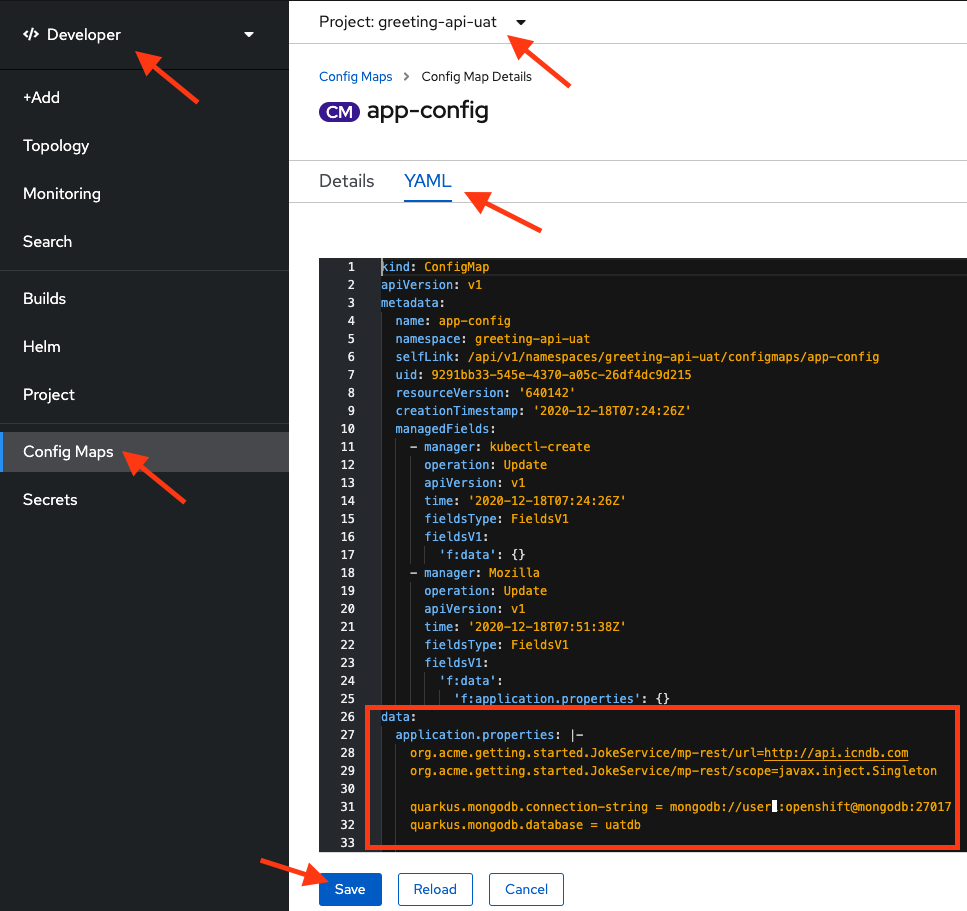 </> Developer
+Add
Topology
Monitoring
Search
Builds
Helm
Project
Config Maps
Secrets
Project: greeting-api-uat
Config Maps > Config Map Details
CM app-config
Details YAML
1 kind: ConfigMap
2 apiVersion: v1
3 metadata:
4 name: app-config
5 namespace: greeting-api-uat
6 selfLink: /api/v1/namespaces/greeting-api-uat/configmaps/app-config
7 uid: 9291bb33-545e-4370-a05c-26df4dc9d215
8 resourceVersion: '640142'
9 creationTimestamp: '2020-12-18T07:24:26Z'
10 managedFields:
11 - manager: kubectl-create
12 operation: Update
13 apiVersion: v1
14 time: '2020-12-18T07:24:26Z'
15 fieldsType: FieldsV1
16 fieldsV1:
17 'f:data': {}
18 - manager: Mozilla
19 operation: Update
20 apiVersion: v1
21 time: '2020-12-18T07:51:38Z'
22 fieldsType: FieldsV1
23 fieldsV1:
24 'f:data':
25 'f:application.properties': {}
26 data:
27 application.properties: |-
28 org.acme.getting.started.JokeService/mp-rest/url=http://api.icndb.com
29 org.acme.getting.started.JokeService/mp-rest/scope=javax.inject.Singleton
30
31 quarkus.mongodb.connection-string = mongodb://user:openshift@mongodb:27017
32 quarkus.mongodb.database = uatdb
33
Save Reload Cancel